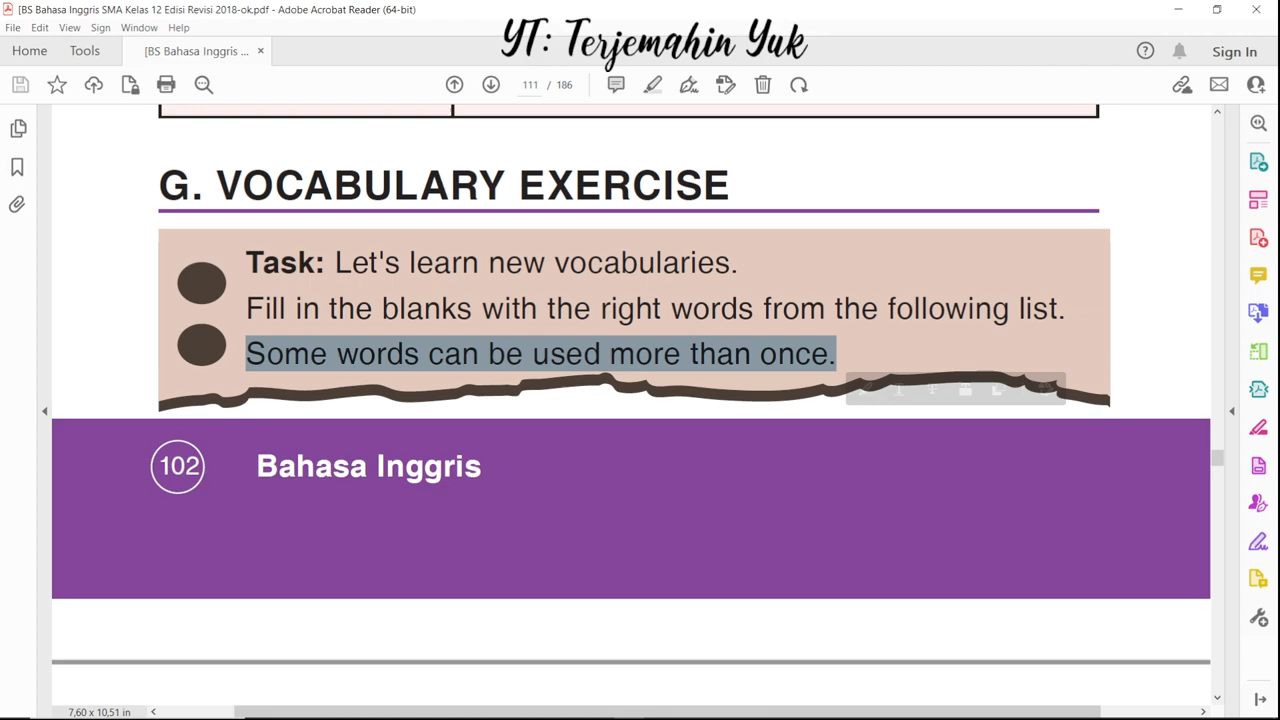 [BS Bahasa Inggris SMA Kelas 12 Edisi Revisi 2018-ok.pdf - Adobe Acrobat Reader (64-bit)
File Edit View Sign Window Help
YT: Terjemahin Yuk
Home Tools [BS Bahasa Inggris ... × Sign In
111 / 186
G. VOCABULARY EXERCISE
Task: Let's learn new vocabularies.
Fill in the blanks with the right words from the following list.
Some words can be used more than once.
102 Bahasa Inggris
7,60 x 10,51 in